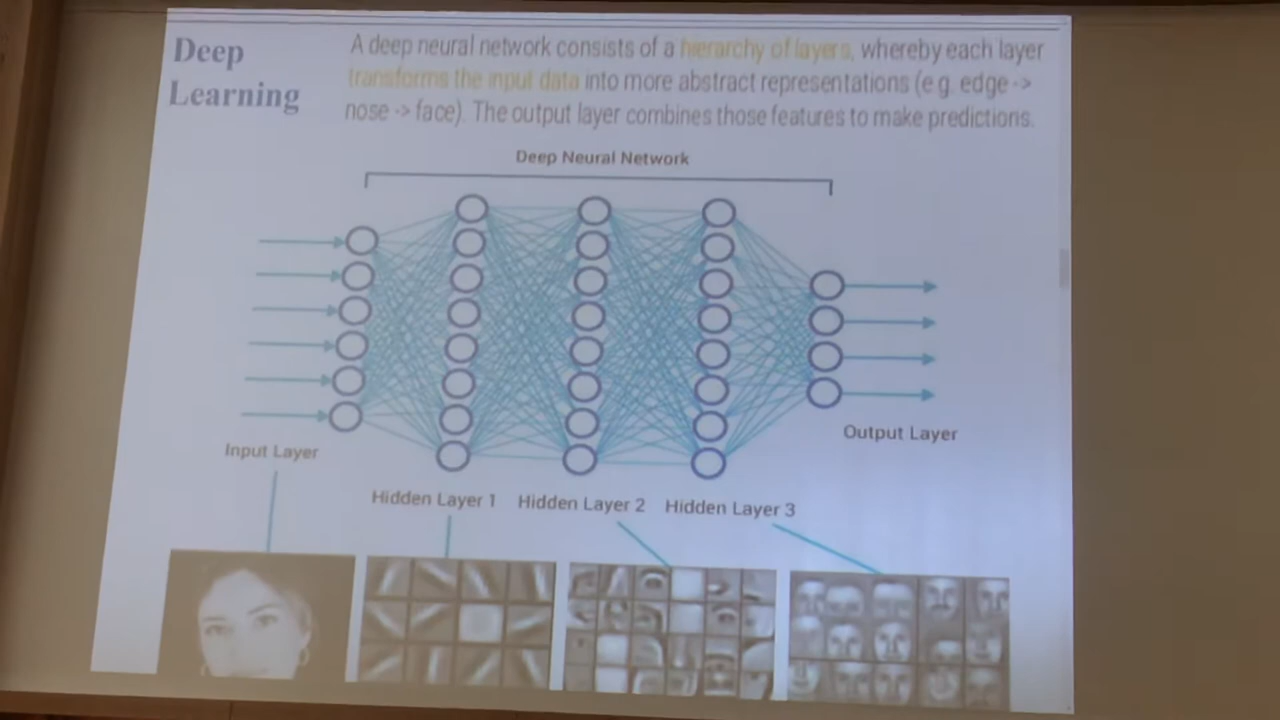 Deep
Learning
A deep neural network consists of a hierarchy of layers, whereby each layer
transforms the input data into more abstract representations (e.g. edge ->
nose -> face). The output layer combines those features to make predictions.
Deep Neural Network
Input Layer
Hidden Layer 1
Hidden Layer 2
Hidden Layer 3
Output Layer